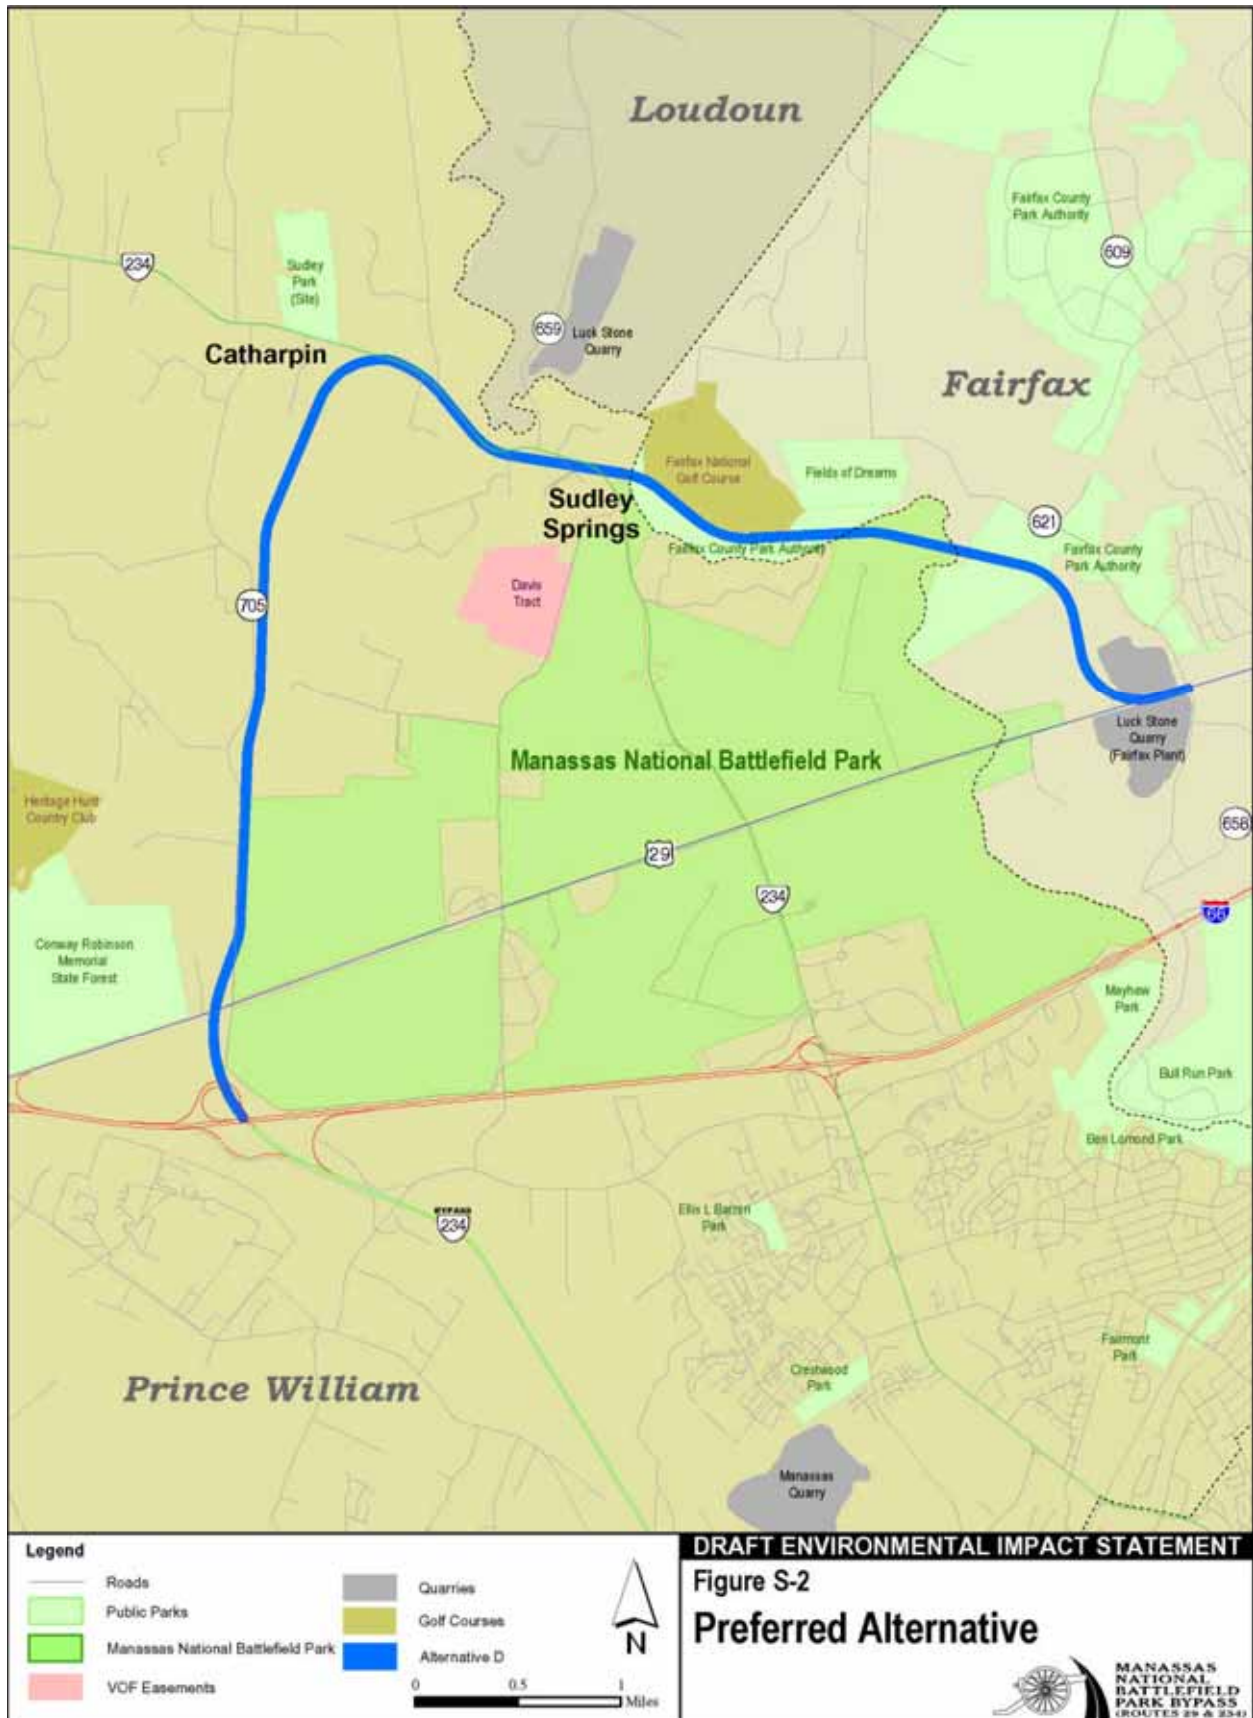 Loudoun
Fairfax County
Park Authority
609
234
Sudley
Park
(Site)
659
Luck Stone
Quarry
Catharpin
Fairfax
Fairfax National
Golf Course
Fields of Dreams
Sudley
Springs
621
Fairfax County Park Authority
Fairfax County
Park Authority
Davis
Tract
705
Luck Stone
Quarry
(Fairfax Plant)
Manassas National Battlefield Park
Heritage Hunt
Country Club
658
29
234
66
Conway Robinson
Memorial
State Forest
Mayhew
Park
Bull Run Park
Ben Lomond Park
Ellis L Barron
Park
BYPASS
234
Fairmont
Park
Crestwood
Park
Prince William
Manassas
Quarry
Legend
Roads
Public Parks
Manassas National Battlefield Park
VOF Easements
Quarries
Golf Courses
Alternative D
N
0 0.5 1
Miles
DRAFT ENVIRONMENTAL IMPACT STATEMENT
Figure S-2
Preferred Alternative
MANASSAS
NATIONAL
BATTLEFIELD
PARK BYPASS
(ROUTES 29 & 234)